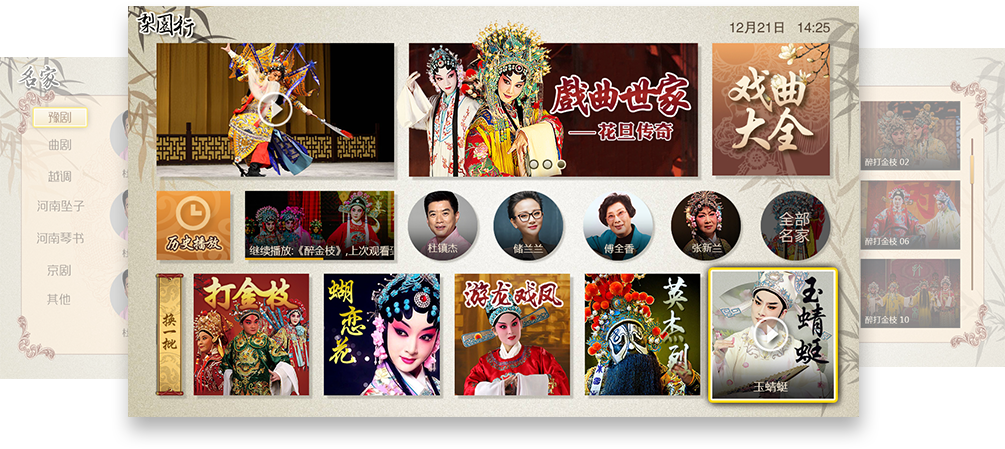 梨园行
12月21日 14:25
戲曲世家
——花旦传奇
戏曲
大全
历史播放
继续播放:《醉金枝》,上次观看至
杜镇杰
储兰兰
傅全香
张新兰
全部
名家
换一批
打金枝
蝴恋花
游龙戏凤
英杰烈
玉蜻蜓
玉蜻蜓
名家
豫剧
曲剧
越调
河南坠子
河南琴书
京剧
其他
醉打金枝 02
醉打金枝 06
醉打金枝 10